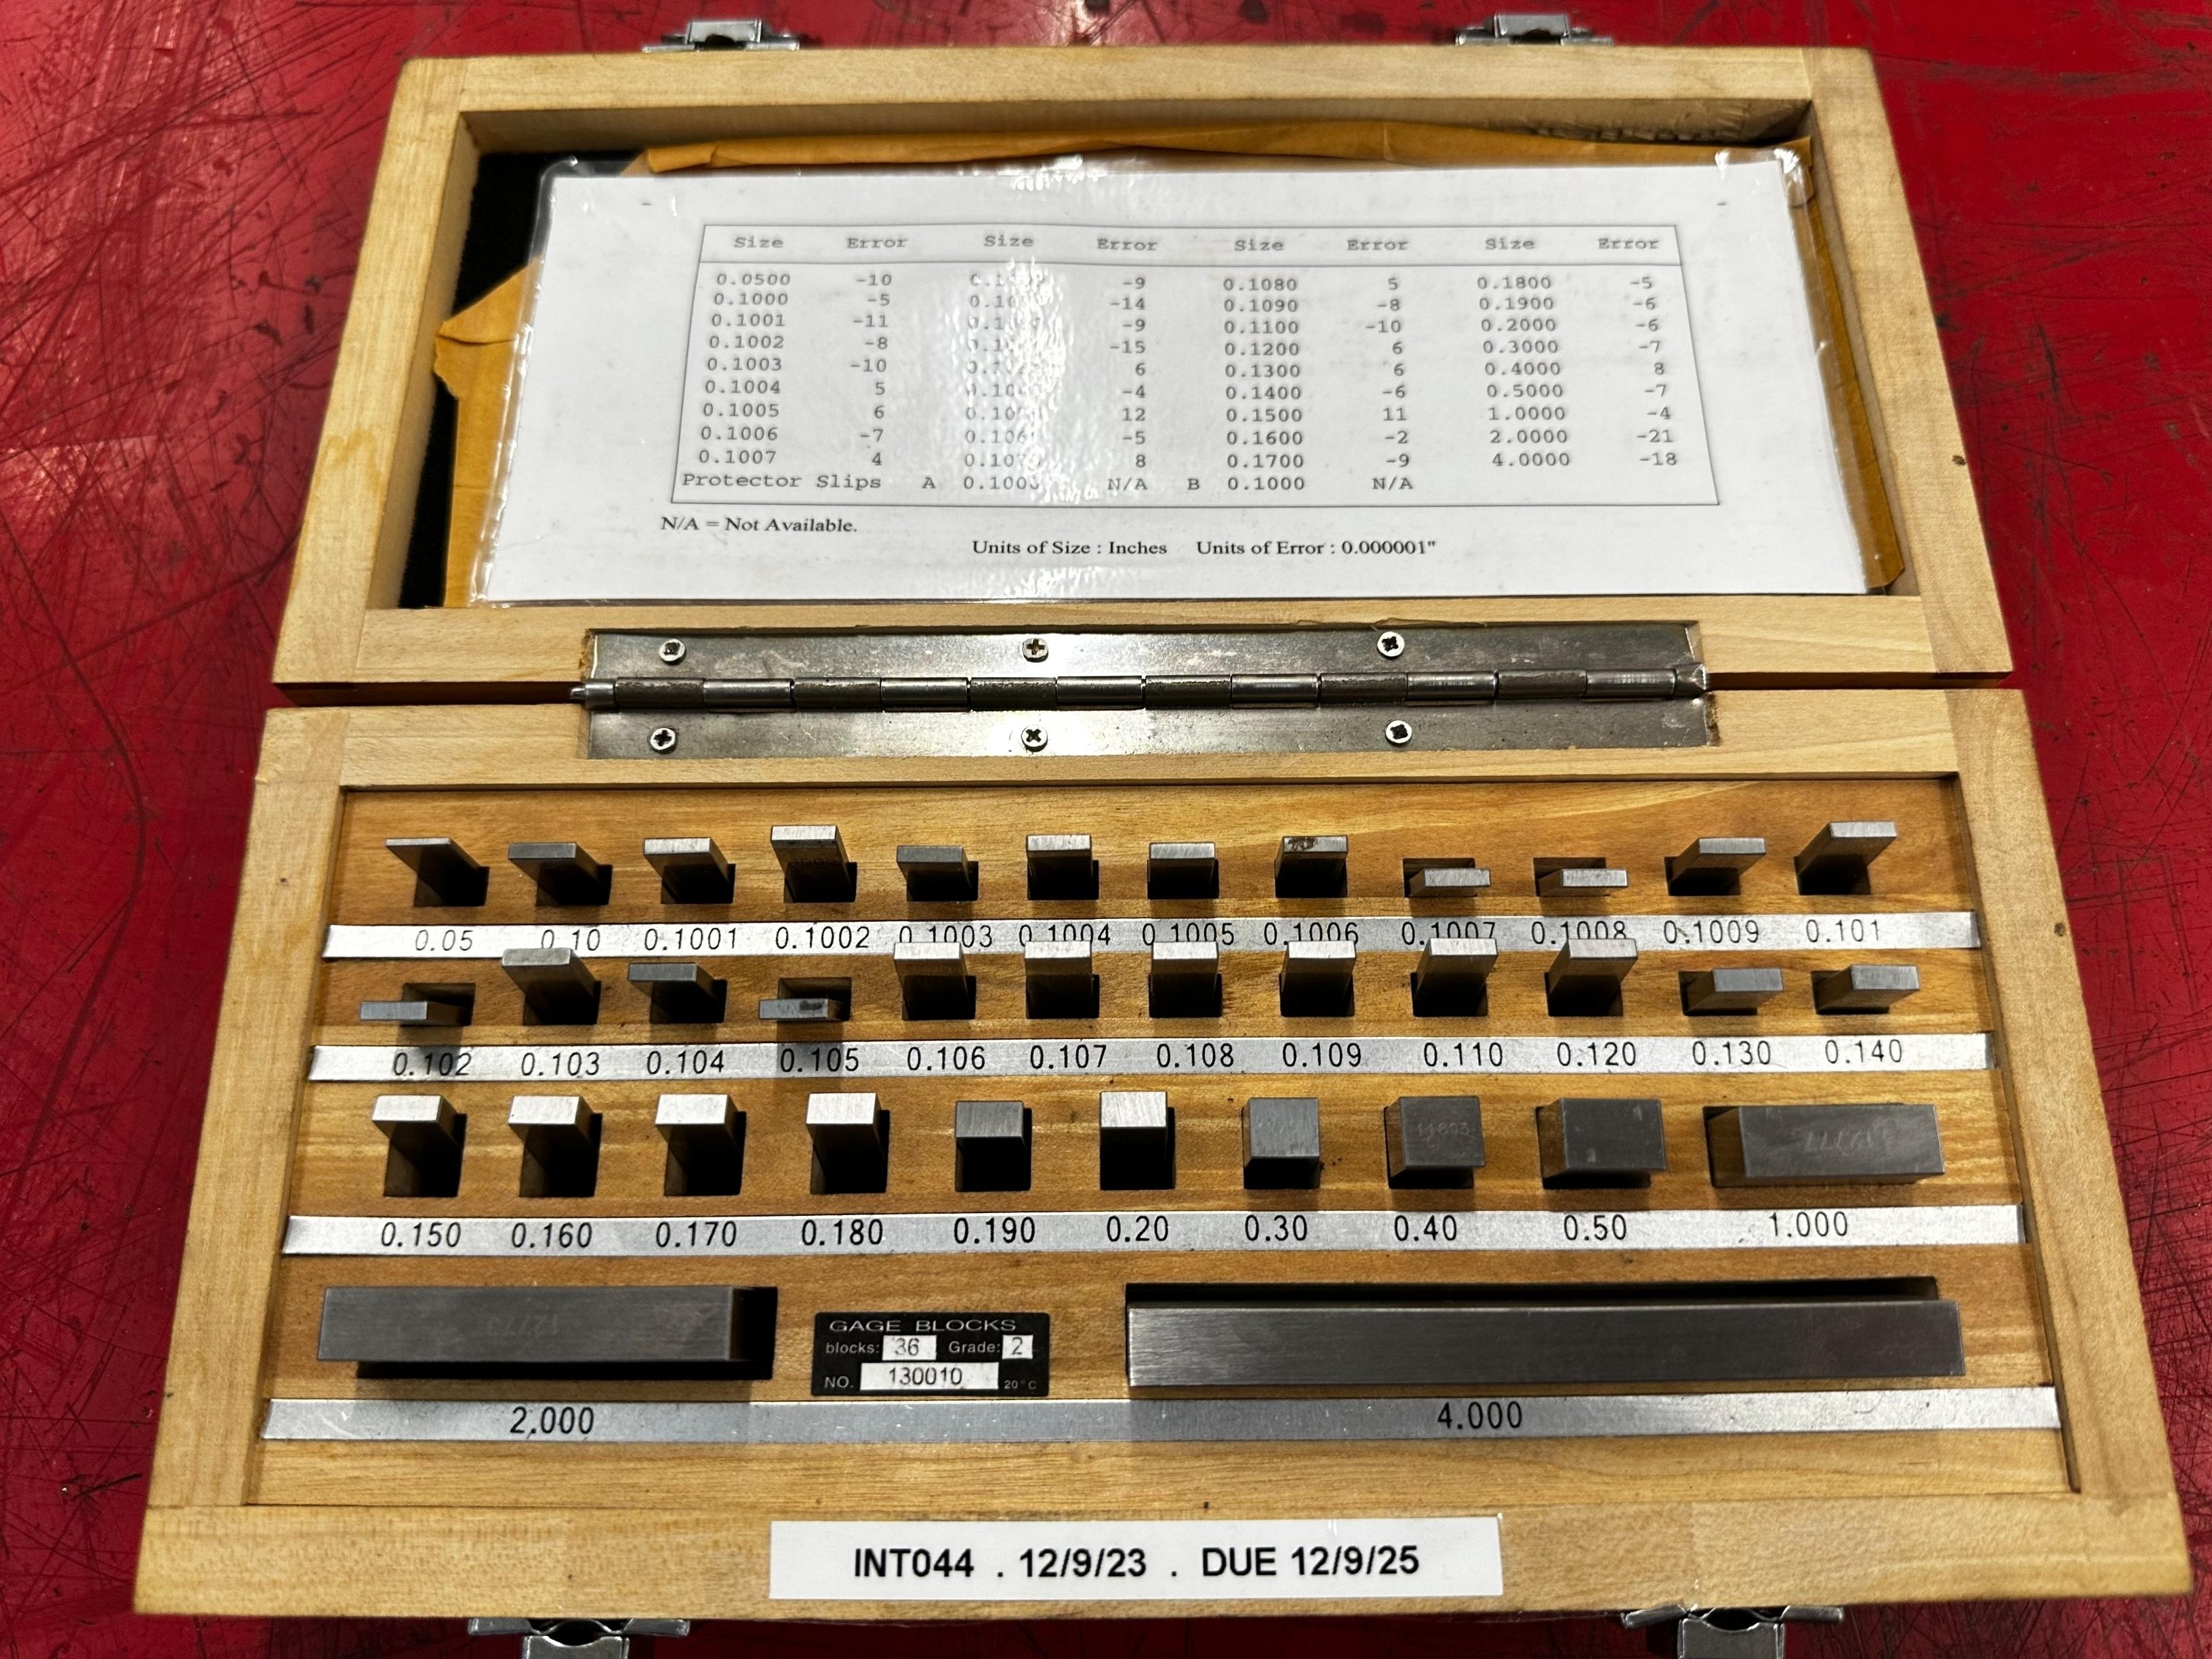 Size Error Size Error Size Error Size Error
0.0500 -10 -9 0.1080 5 0.1800 -5
0.1000 -5 -14 0.1090 -8 0.1900 -6
0.1001 -11 -9 0.1100 -10 0.2000 -6
0.1002 -8 -15 0.1200 6 0.3000 -7
0.1003 -10 6 0.1300 6 0.4000 8
0.1004 5 -4 0.1400 -6 0.5000 -7
0.1005 6 12 0.1500 11 1.0000 -4
0.1006 -7 -5 0.1600 -2 2.0000 -21
0.1007 4 8 0.1700 -9 4.0000 -18
Protector Slips A N/A B 0.1000 N/A
N/A = Not Available.
Units of Size : Inches Units of Error : 0.000001"
0.05 0.10 0.1001 0.1002 0.1003 0.1004 0.1005 0.1006 0.1007 0.1008 0.1009 0.101
0.102 0.103 0.104 0.105 0.106 0.107 0.108 0.109 0.110 0.120 0.130 0.140
0.150 0.160 0.170 0.180 0.190 0.20 0.30 0.40 0.50 1.000
GAGE BLOCKS
blocks: 36 Grade: 2
NO. 130010 20°C
2.000 4.000
INT044 . 12/9/23 . DUE 12/9/25